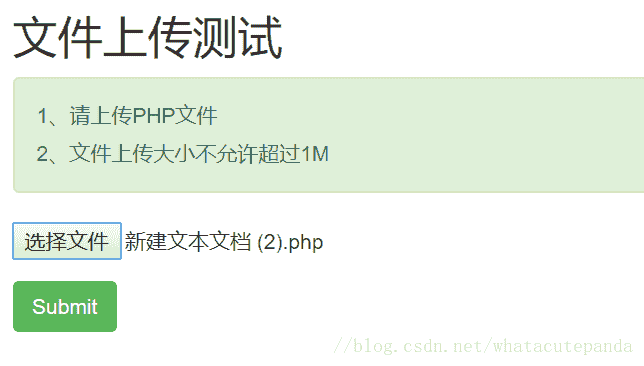 文件上传测试
1、请上传PHP文件
2、文件上传大小不允许超过1M
选择文件 新建文本文档 (2).php
Submit
//blog.csdn.net/whatacutepanda